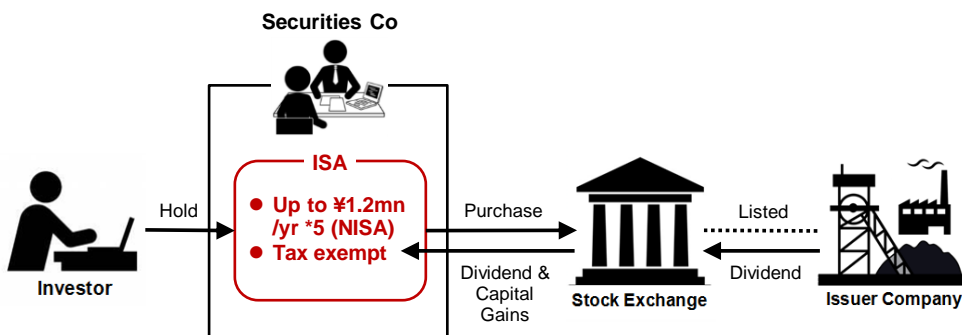 Securities Co
ISA
● Up to ¥1.2mn
/yr *5 (NISA)
● Tax exempt
Hold
Purchase
Dividend &
Capital
Gains
Listed
Dividend
Investor
Stock Exchange
Issuer Company